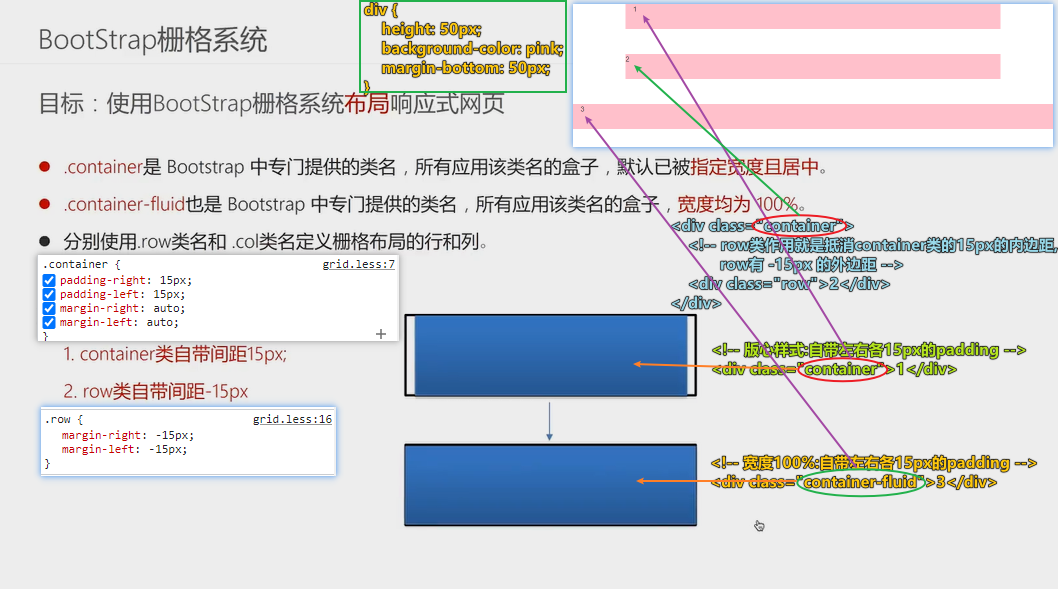 BootStrap栅格系统
div {
height: 50px;
background-color: pink;
margin-bottom: 50px;
}
1
2
3
目标：使用BootStrap栅格系统布局响应式网页
.container是 Bootstrap 中专门提供的类名，所有应用该类名的盒子，默认已被指定宽度且居中。
.container-fluid也是 Bootstrap 中专门提供的类名，所有应用该类名的盒子，宽度均为 100%。
分别使用.row类名和 .col类名定义栅格布局的行和列。
<div class="container">
<!-- row类作用就是抵消container类的15px的内边距,
row有 -15px 的外边距 -->
<div class="row">2</div>
</div>
.container {
grid.less:7
padding-right: 15px;
padding-left: 15px;
margin-right: auto;
margin-left: auto;
}
1. container类自带间距15px;
2. row类自带间距-15px
.row {
grid.less:16
margin-right: -15px;
margin-left: -15px;
}
<!-- 版心样式:自带左右各15px的padding -->
<div class="container">1</div>
<!-- 宽度100%:自带左右各15px的padding -->
<div class="container-fluid">3</div>